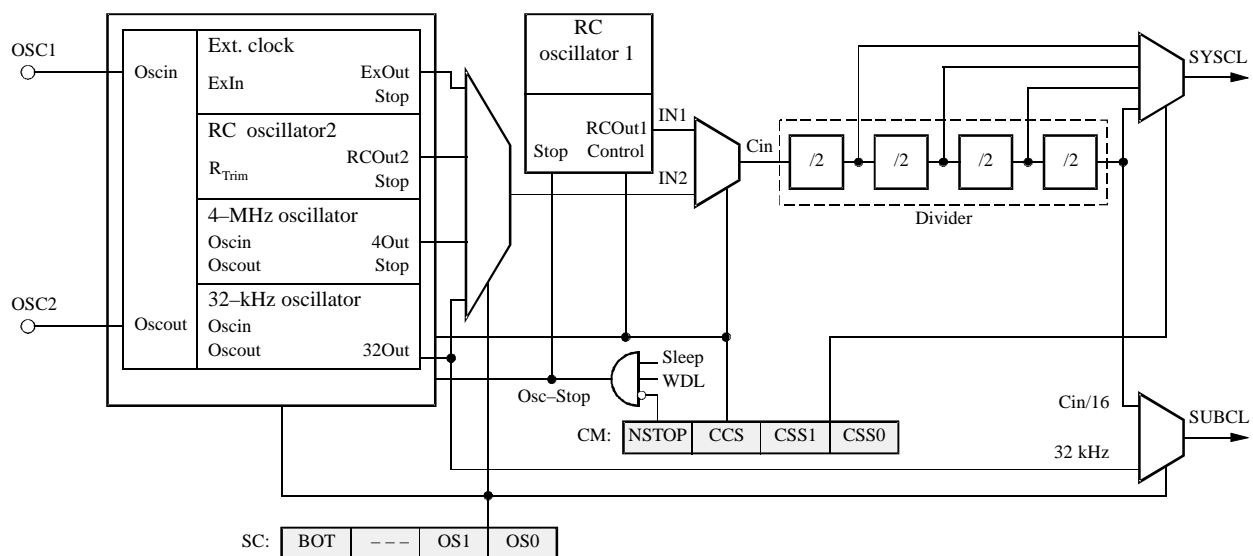 OSC1
Oscin
Ext. clock
ExIn
ExOut
Stop
RC oscillator2
RTrim
RCOut2
Stop
4–MHz oscillator
Oscin
4Out
Oscout
Stop
OSC2
Oscout
32–kHz oscillator
Oscin
Oscout
32Out
RC
oscillator 1
RCOut1
Stop
Control
IN1
IN2
Cin
/2
/2
/2
/2
Divider
SYSCL
Sleep
WDL
Osc–Stop
CM:
NSTOP
CCS
CSS1
CSS0
Cin/16
32 kHz
SUBCL
SC:
BOT
– – –
OS1
OS0